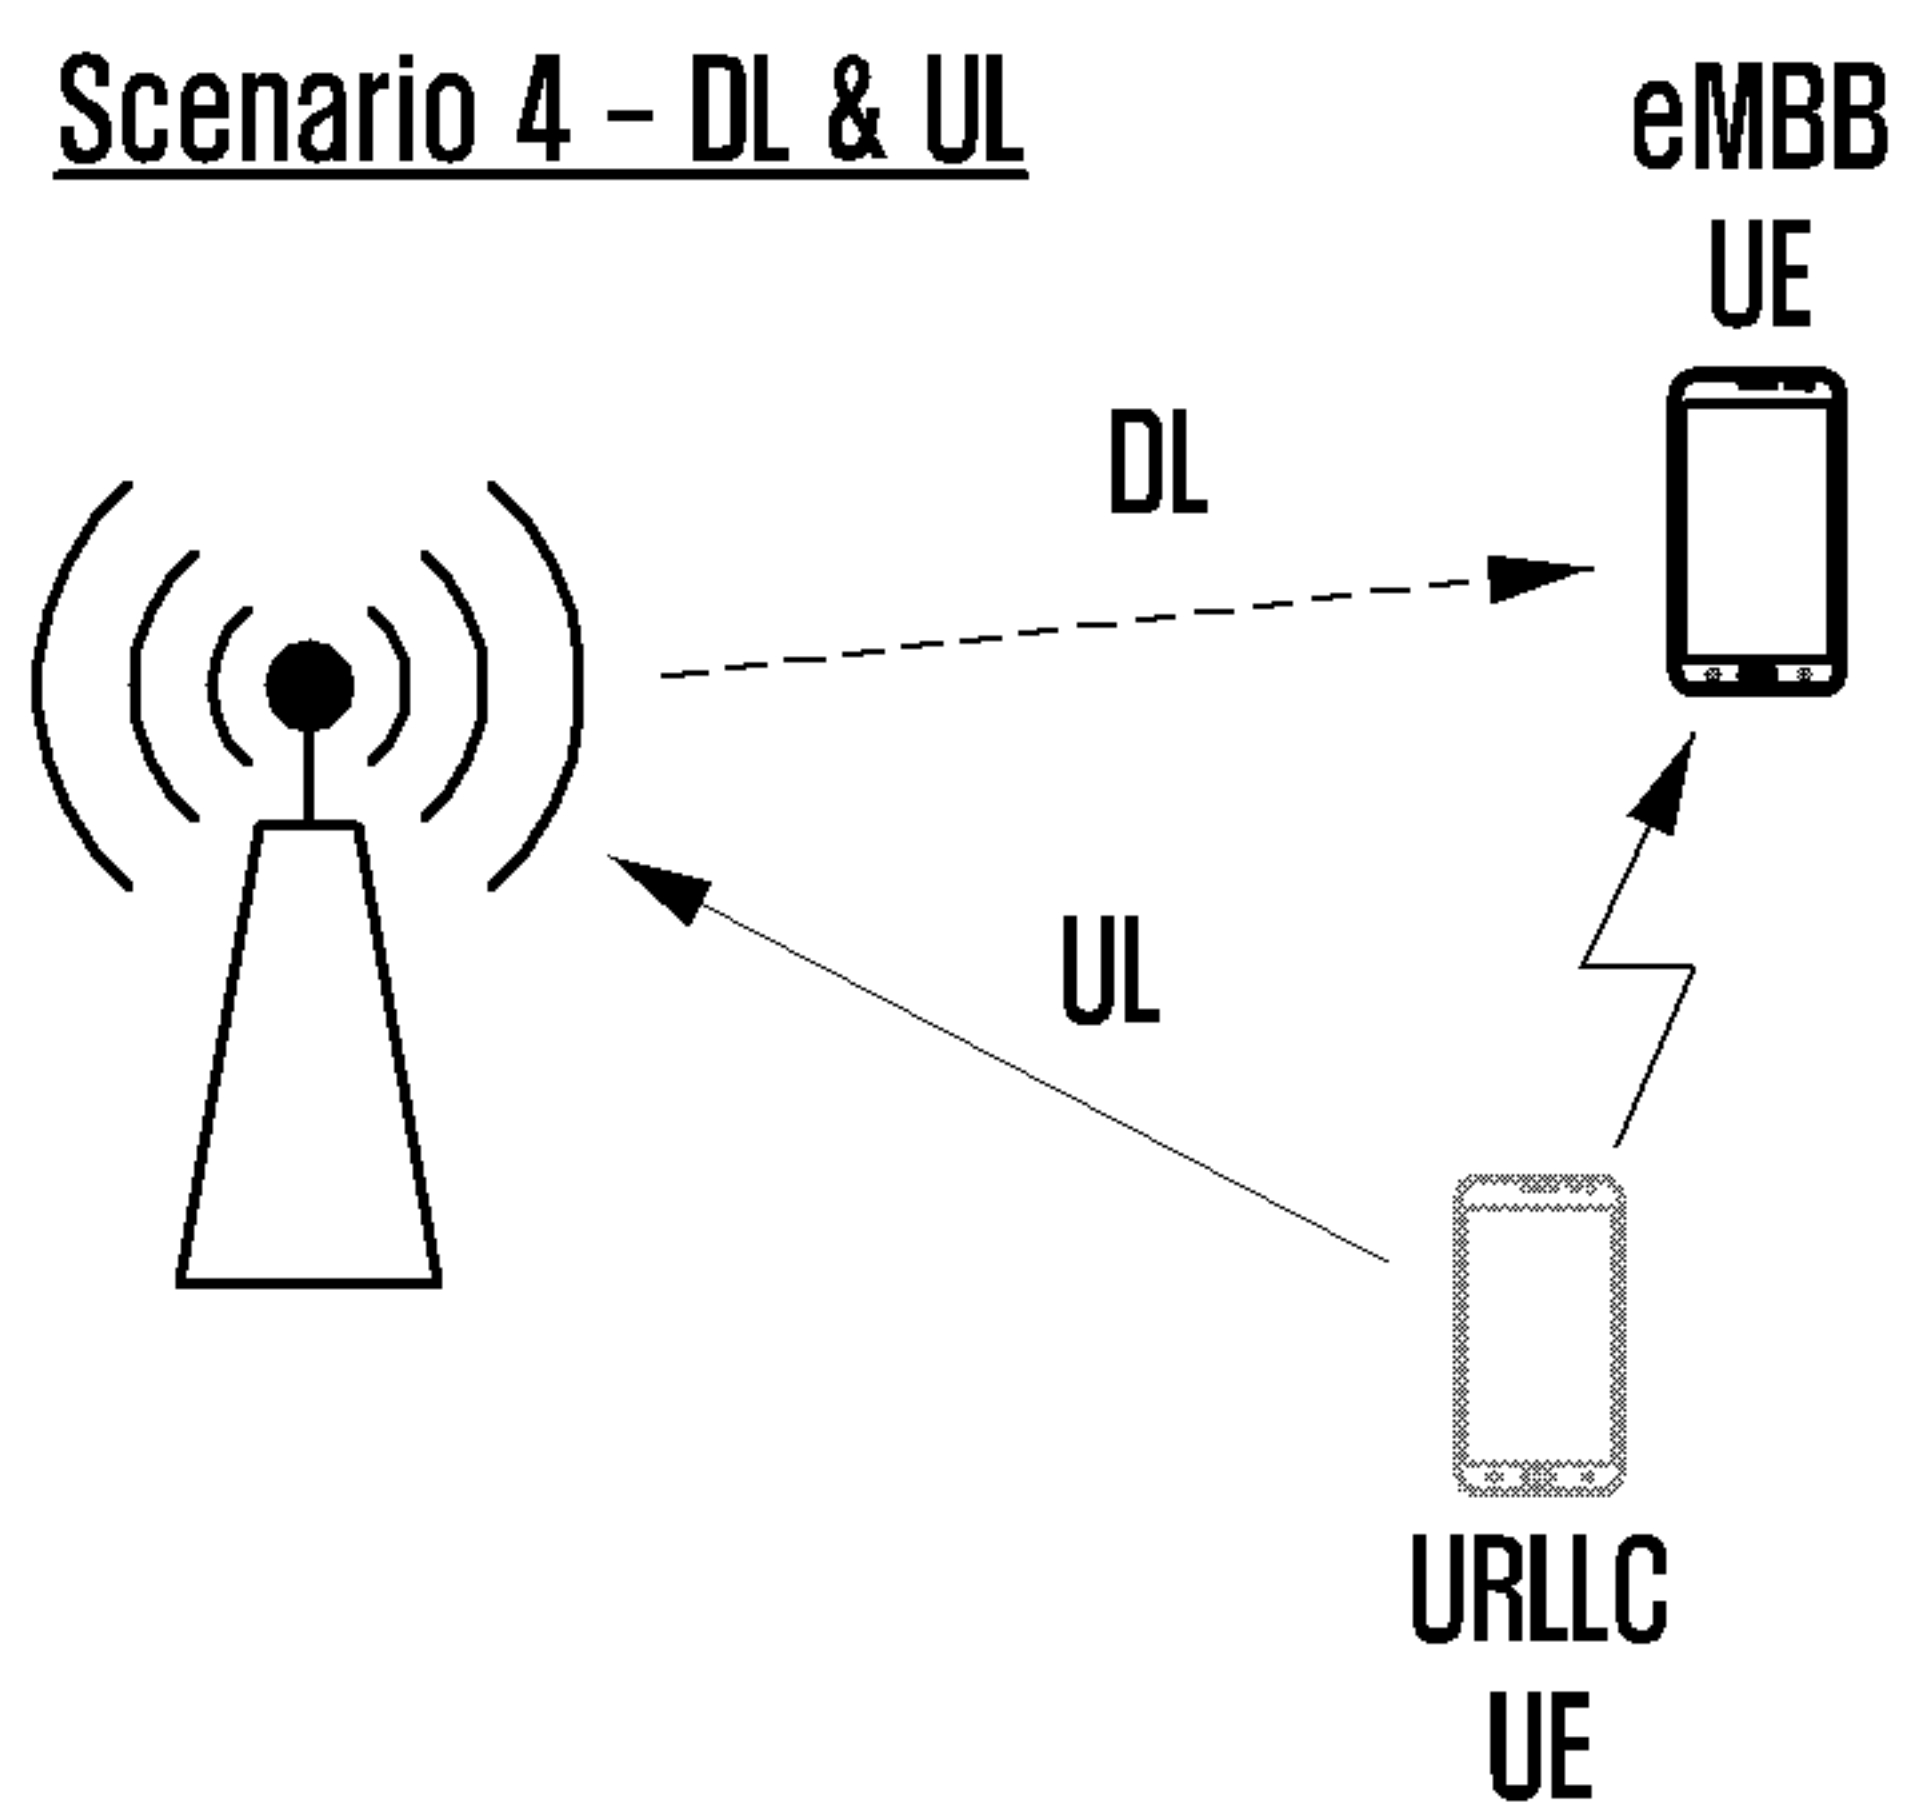 Scenario 4 – DL & UL
eMBB
UE
DL
UL
URLLC
UE